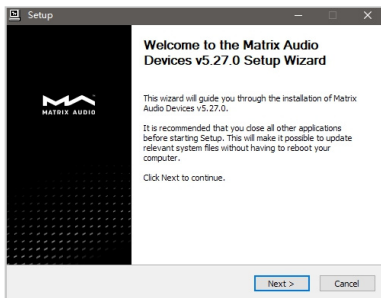 Setup
MATRIX AUDIO
Welcome to the Matrix Audio
Devices v5.27.0 Setup Wizard
This wizard will guide you through the installation of Matrix
Audio Devices v5.27.0.
It is recommended that you close all other applications
before starting Setup. This will make it possible to update
relevant system files without having to reboot your
computer.
Click Next to continue.
Next >
Cancel